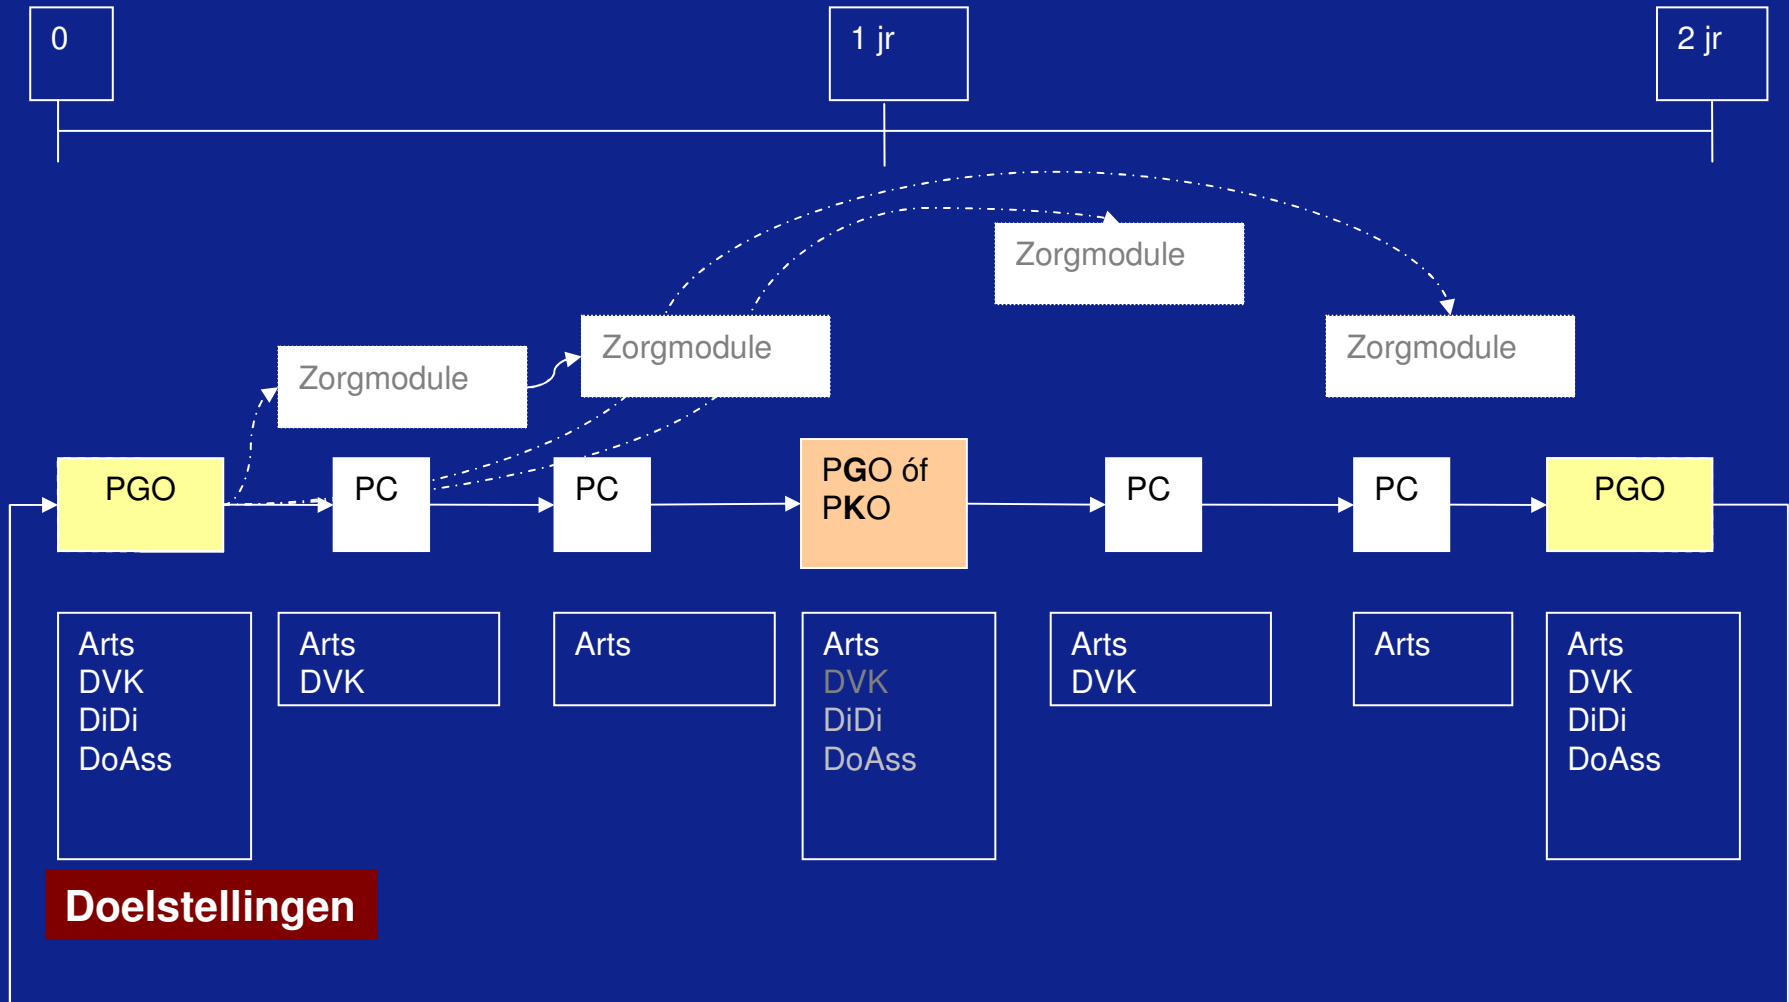 0
1 jr
2 jr
Zorgmodule
Zorgmodule
Zorgmodule
Zorgmodule
PGO
PC
PC
PGO óf
PKO
PC
PC
PGO
Arts
DVK
DiDi
DoAss
Arts
DVK
Arts
Arts
DVK
DiDi
DoAss
Arts
DVK
Arts
Arts
DVK
DiDi
DoAss
Doelstellingen